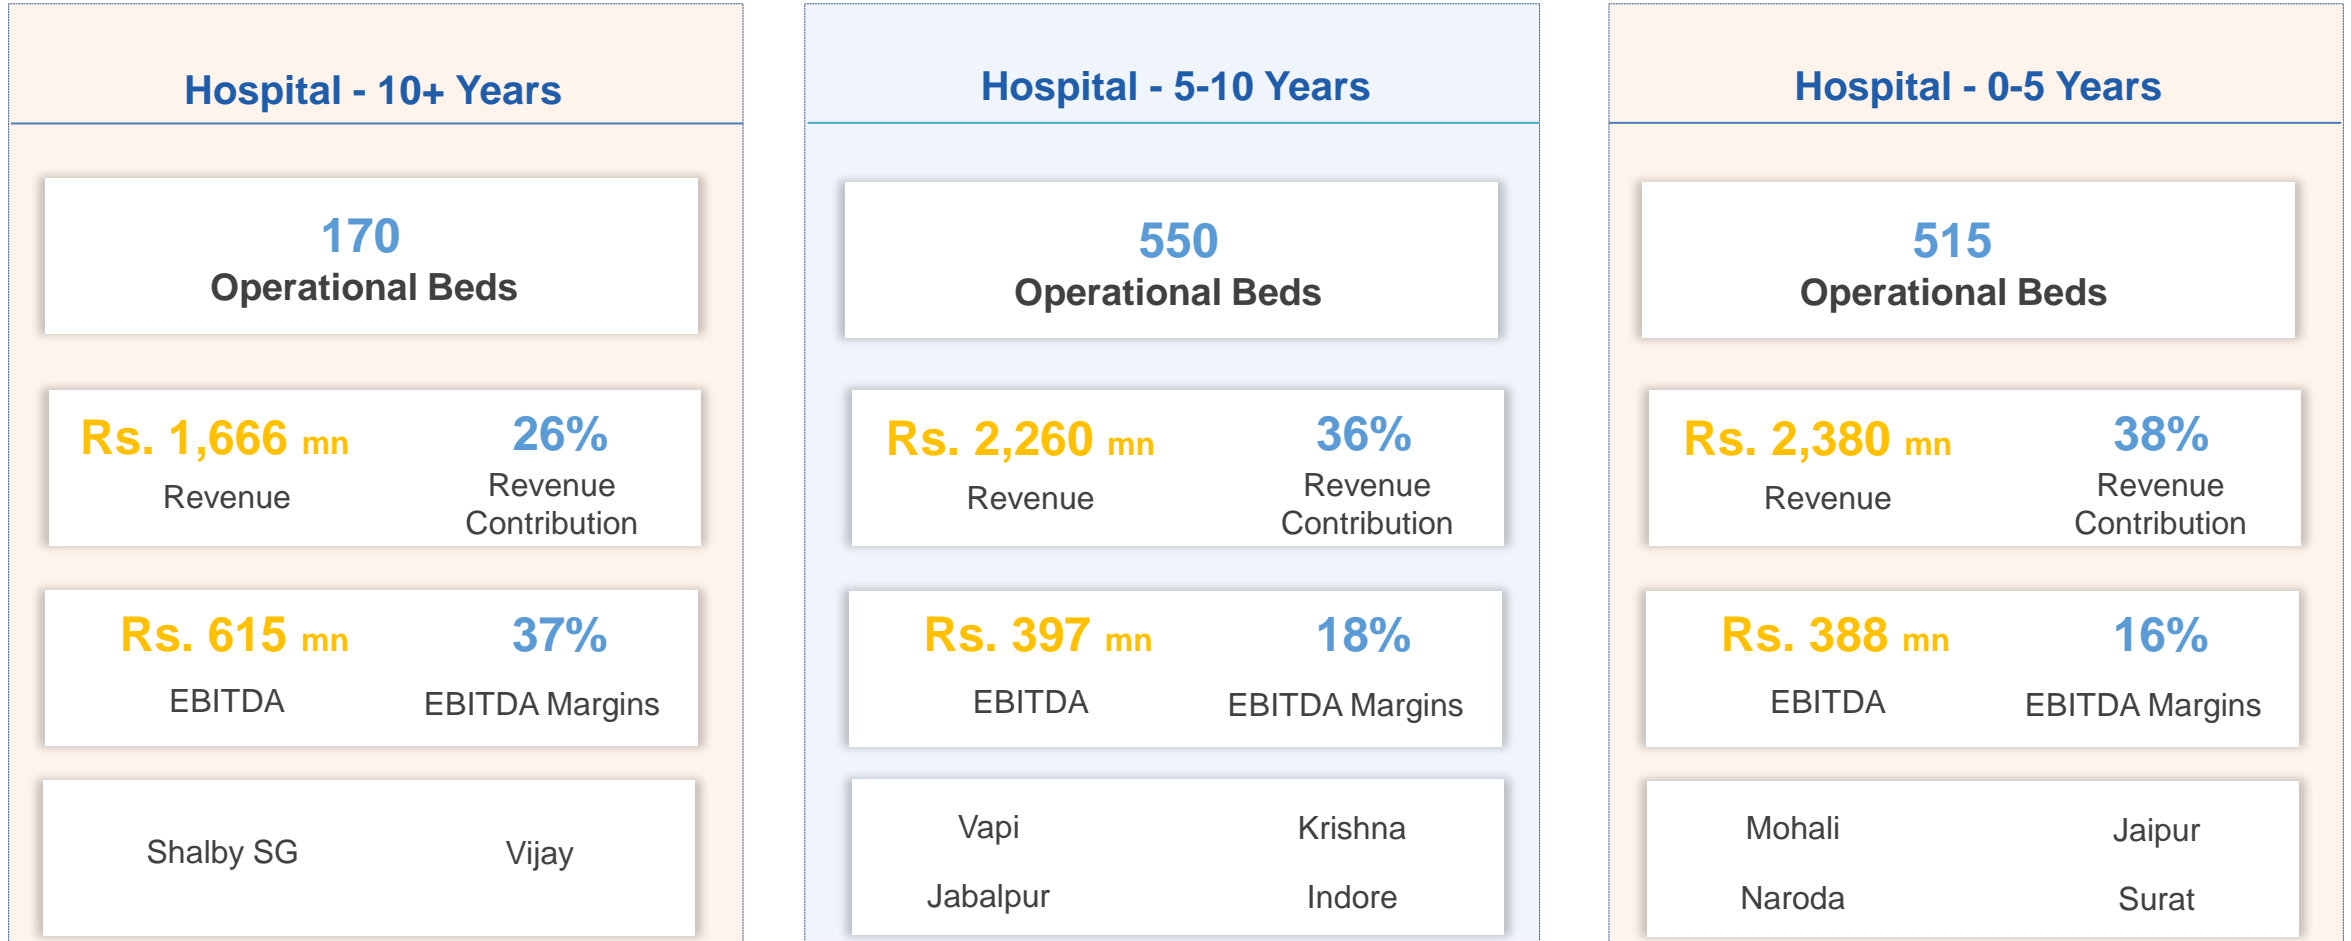 Hospital - 10+ Years
170
Operational Beds
Rs. 1,666 mn
Revenue
26%
Revenue
Contribution
Rs. 615 mn
EBITDA
37%
EBITDA Margins
Shalby SG
Vijay
Hospital - 5-10 Years
550
Operational Beds
Rs. 2,260 mn
Revenue
36%
Revenue
Contribution
Rs. 397 mn
EBITDA
18%
EBITDA Margins
Vapi
Krishna
Jabalpur
Indore
Hospital - 0-5 Years
515
Operational Beds
Rs. 2,380 mn
Revenue
38%
Revenue
Contribution
Rs. 388 mn
EBITDA
16%
EBITDA Margins
Mohali
Jaipur
Naroda
Surat